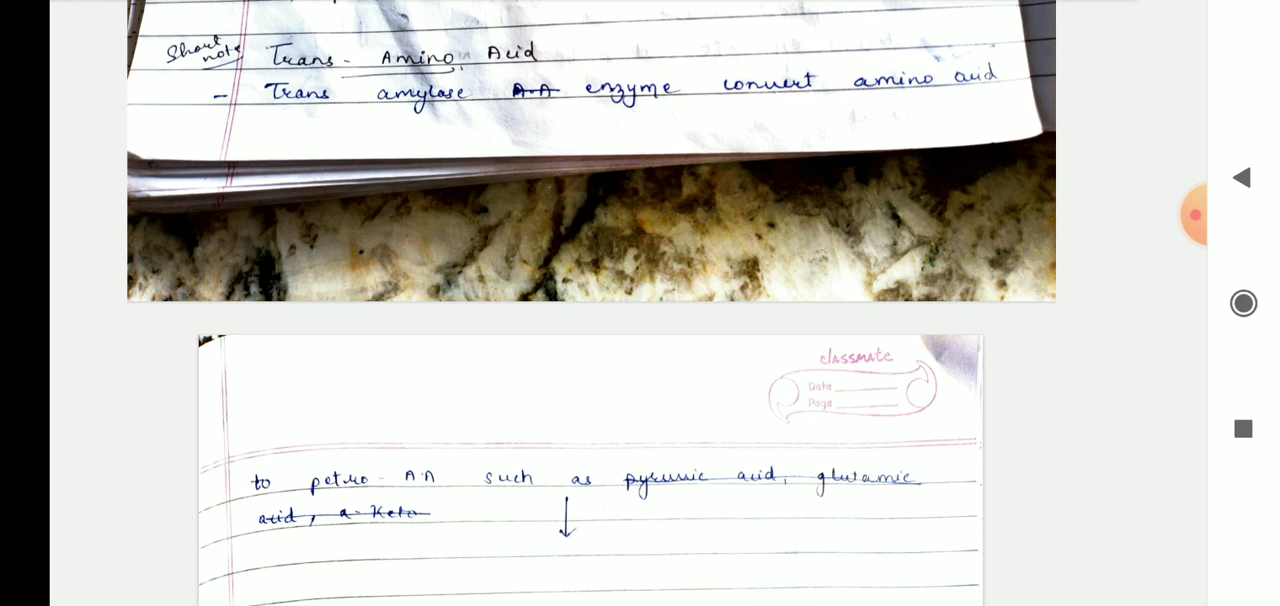 Short note Trans - Amino Acid
- Trans amylase A-A enzyme convert amino acid
classmate
Date
Page
to petro - A.A such as pyruvic acid, glutamic
acid, a- Keto